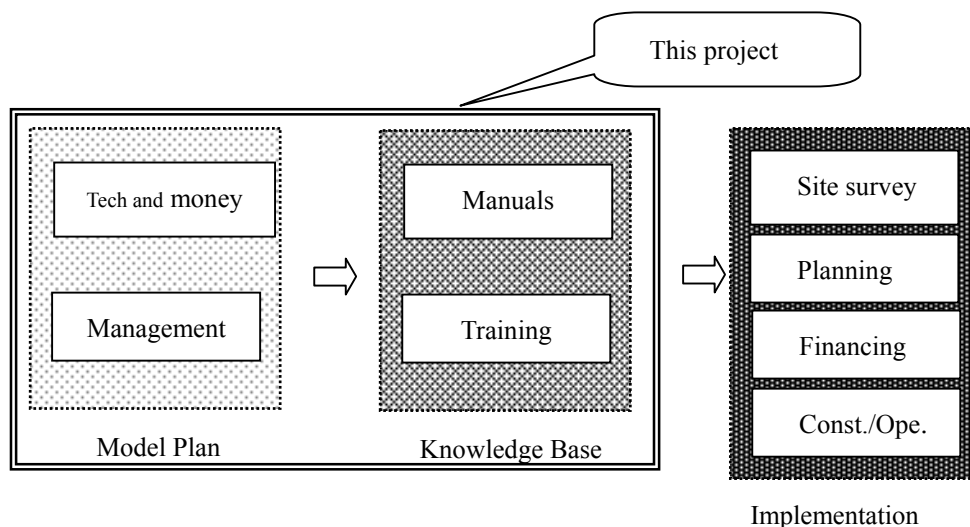 This project
Tech and money
Management
Model Plan
Manuals
Training
Knowledge Base
Site survey
Planning
Financing
Const./Ope.
Implementation